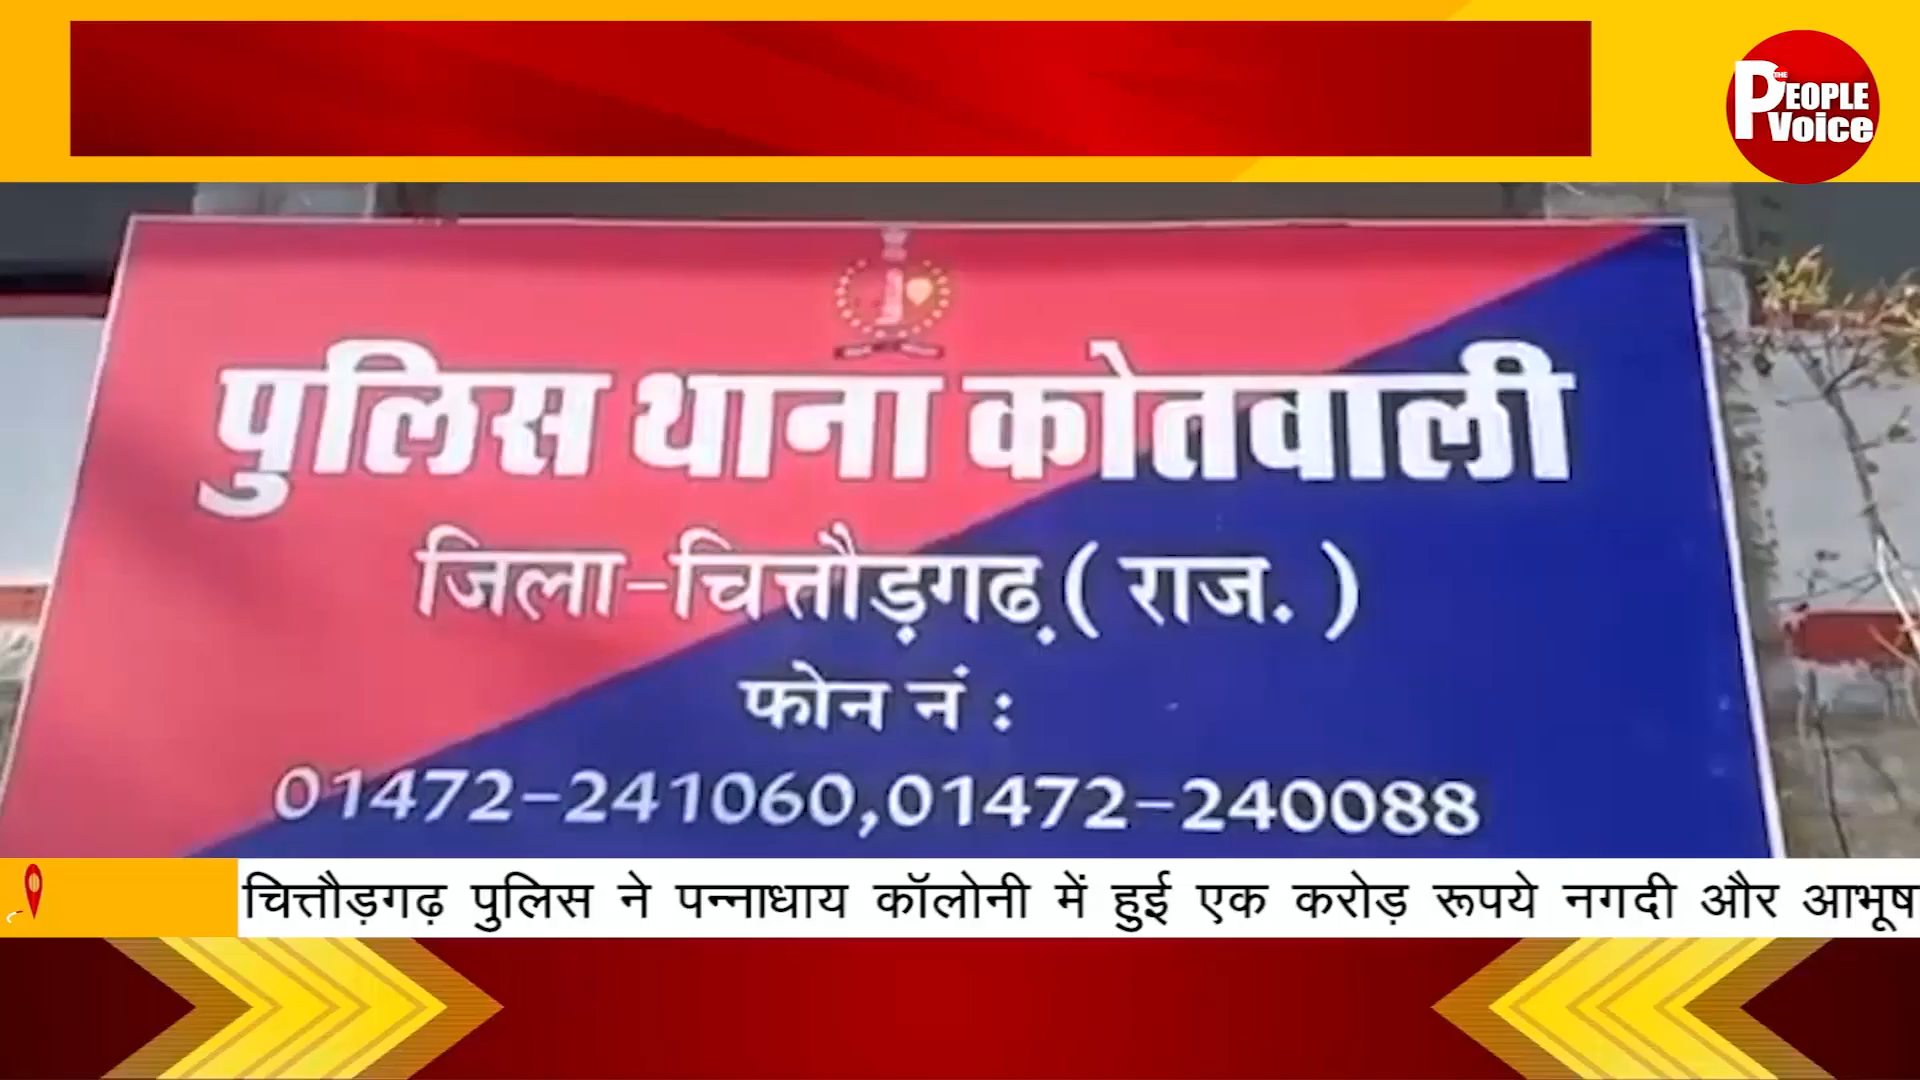 THE PEOPLE
Voice
पुलिस थाना कोतवाली
जिला-चित्तौड़गढ़ ( राज. )
फोन नं :
01472-241060,01472-240088
चित्तौड़गढ़ पुलिस ने पन्नाधाय कॉलोनी में हुई एक करोड़ रूपये नगदी और आभूष